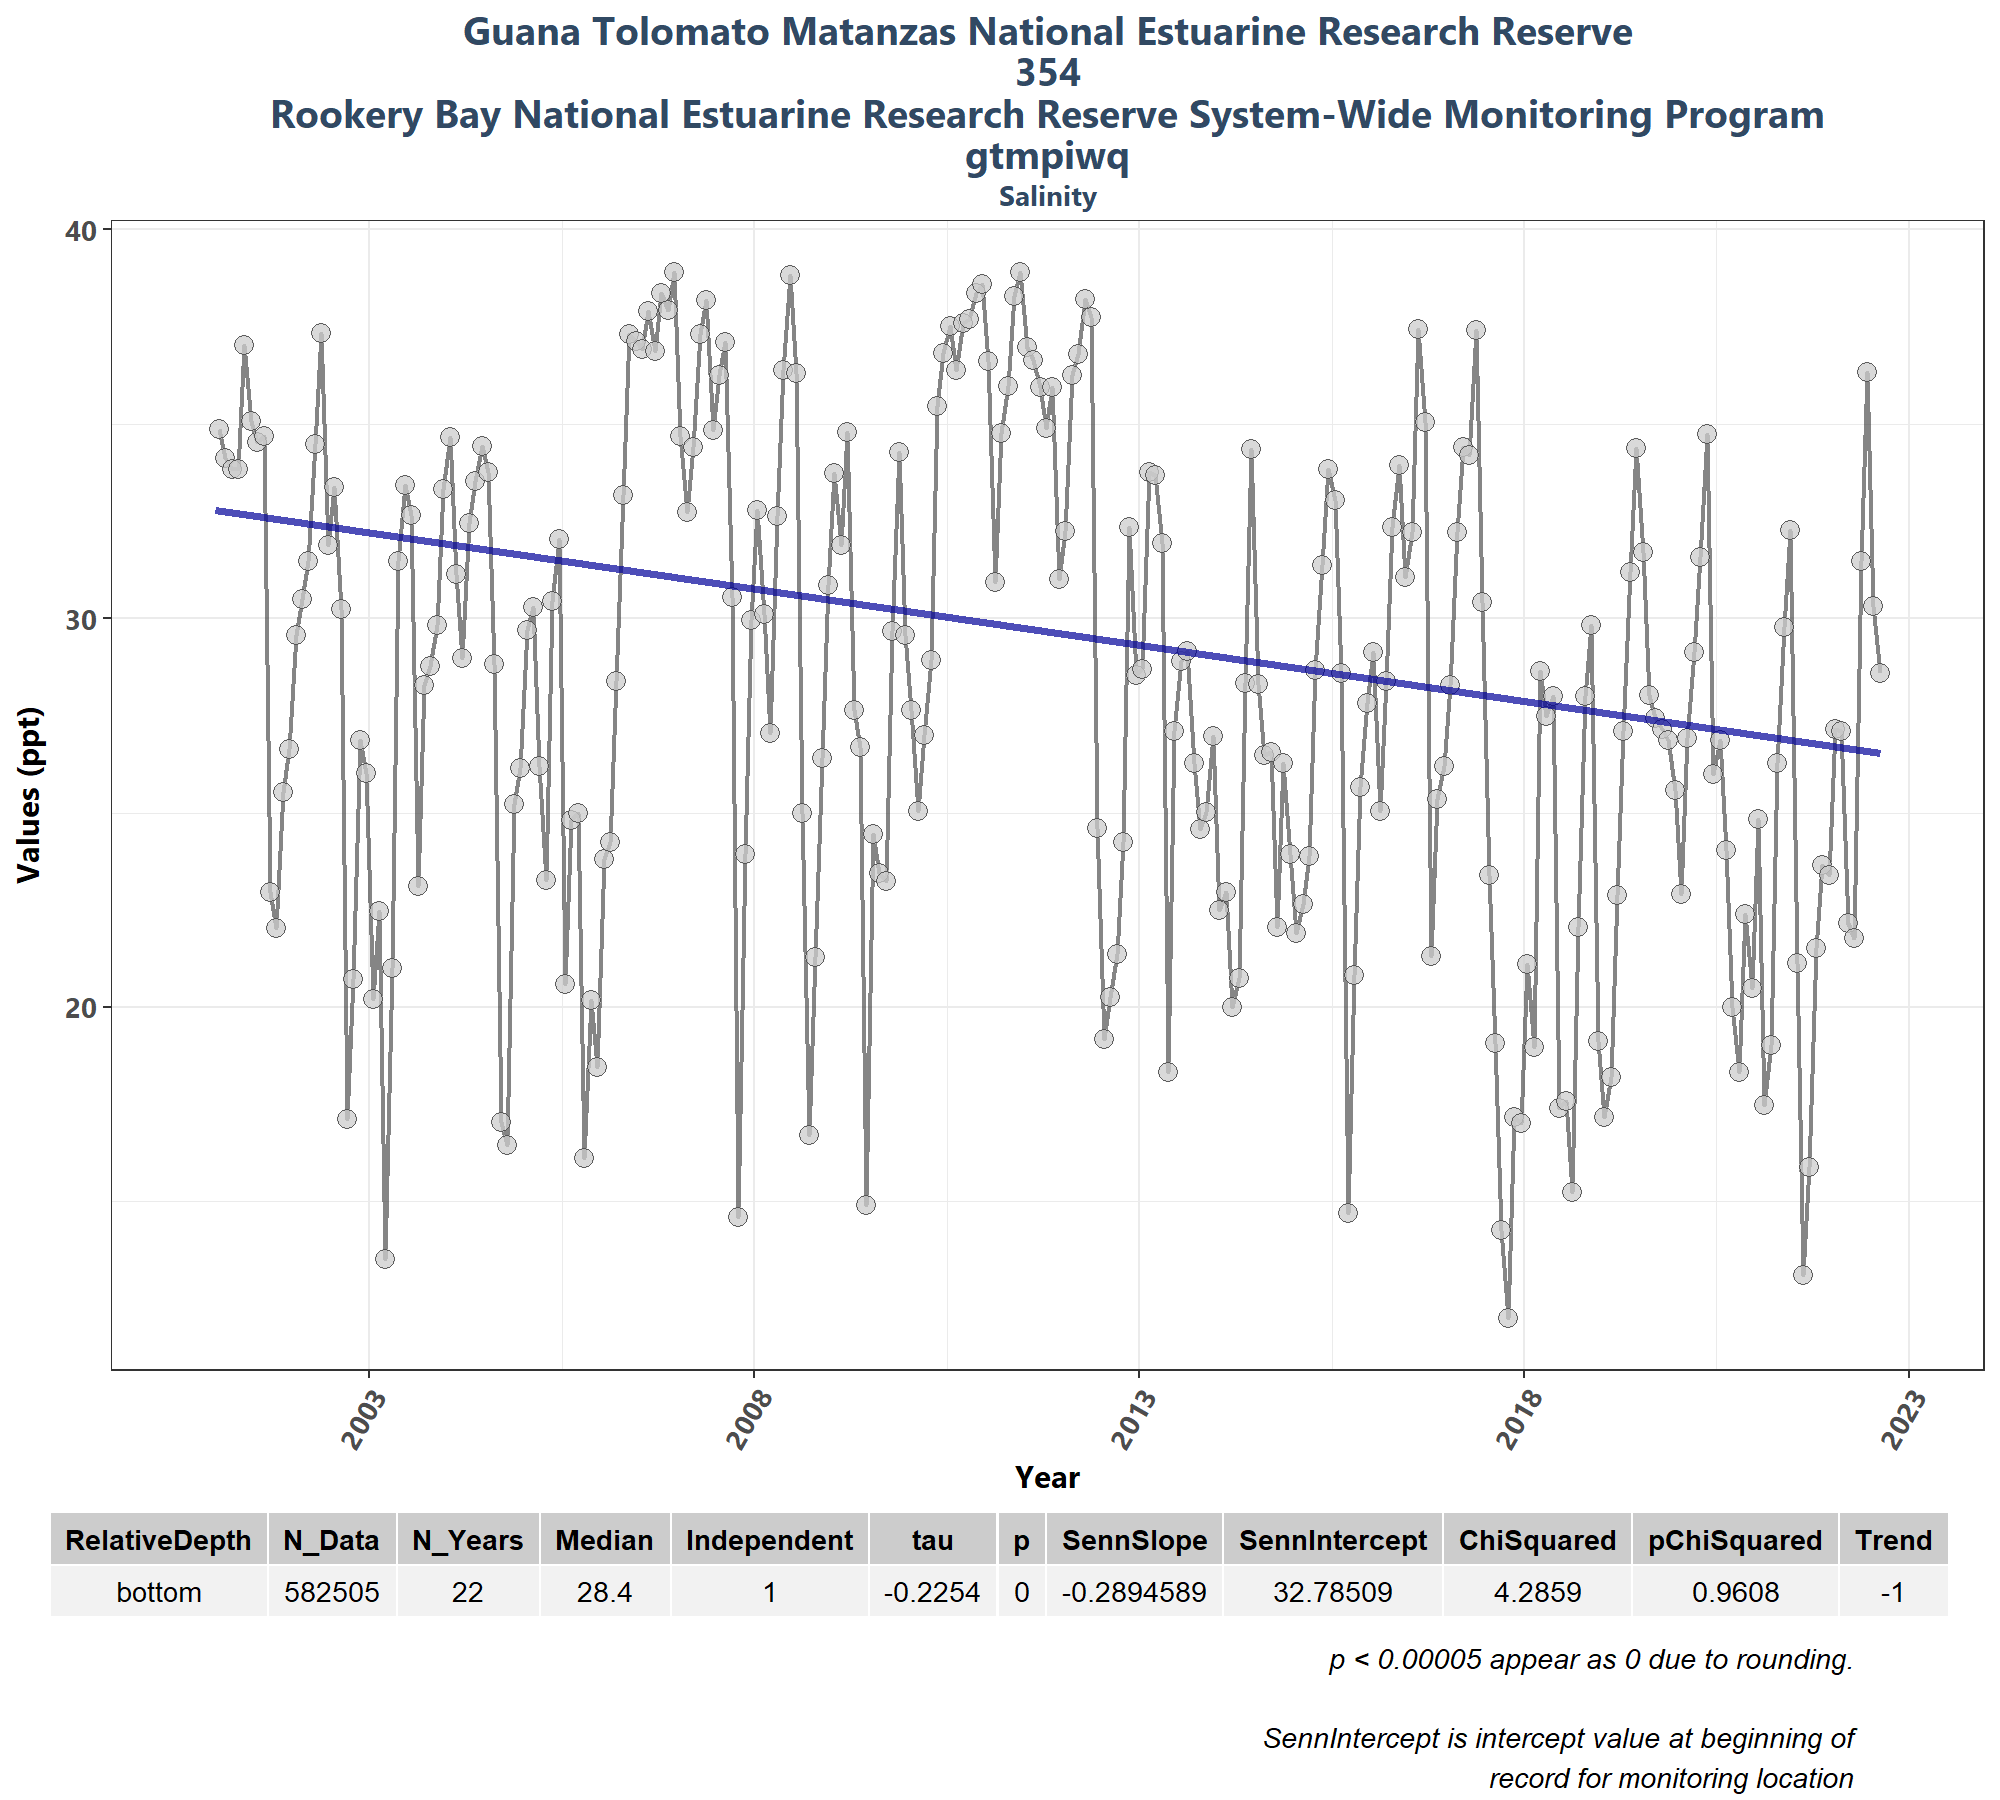 Guana Tolomato Matanzas National Estuarine Research Reserve
354
Rookery Bay National Estuarine Research Reserve System-Wide Monitoring Program
gtmpiwq
Salinity
40
30
20
Values (ppt)
2003
2008
2013
2018
2023
Year
RelativeDepth N_Data N_Years Median Independent tau p SennSlope SennIntercept ChiSquared pChiSquared Trend
bottom 582505 22 28.4 1 -0.2254 0 -0.2894589 32.78509 4.2859 0.9608 -1
p < 0.00005 appear as 0 due to rounding.
SennIntercept is intercept value at beginning of
record for monitoring location